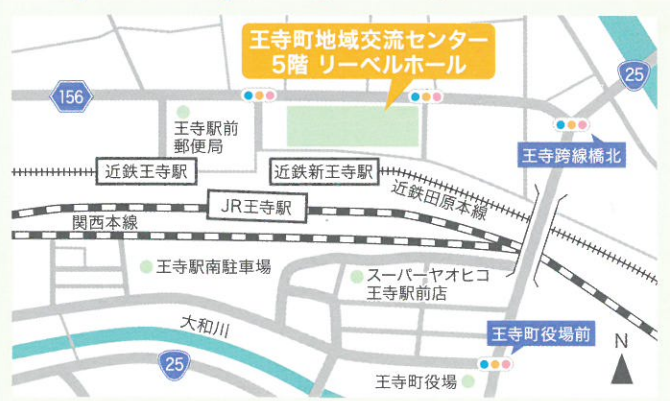 王寺町地域交流センター
5階 リーベルホール
25
156
王寺駅前
郵便局
王寺跨線橋北
近鉄王寺駅
近鉄新王寺駅
近鉄田原本線
JR王寺駅
関西本線
王寺駅南駐車場
スーパーヤオヒコ
王寺駅前店
大和川
王寺町役場前
N
25
王寺町役場